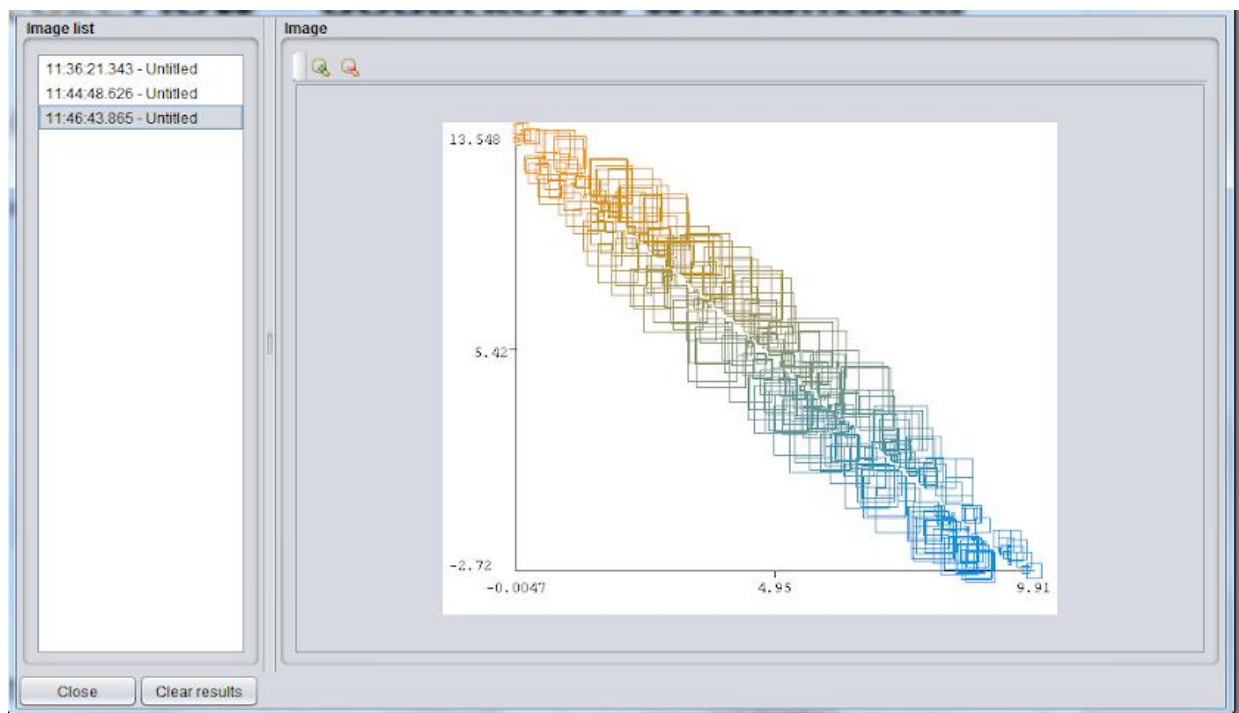 Image list
Image
11:36:21.343 - Untitled
11:44:48.626 - Untitled
11:46:43.865 - Untitled
13.548
5.42
-2.72
-0.0047
4.95
9.91
Close
Clear results